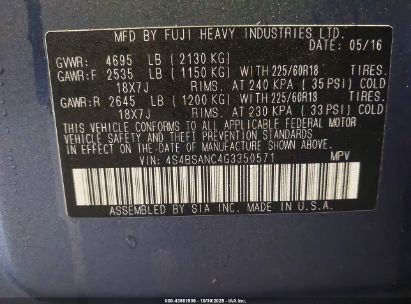 MFD BY FUJI HEAVY INDUSTRIES LTD.
DATE: 05/16
GVWR: 4695 LB ( 2130 KG)
GAWR:F 2535 LB ( 1150 KG) WITH 225/60R18 TIRES.
18X7J RIMS. AT 240 KPA ( 35 PSI) COLD
GAWR:R 2645 LB ( 1200 KG) WITH 225/60R18 TIRES.
18X7J RIMS. AT 230 KPA ( 33 PSI) COLD
THIS VEHICLE CONFORMS TO ALL APPLICABLE FEDERAL MOTOR
VEHICLE SAFETY AND THEFT PREVENTION STANDARDS IN EFFECT
ON THE DATE OF MANUFACTURE SHOWN ABOVE.
VIN: 4S4BSANC4G3350571 MPV
ASSEMBLED BY SIA INC. MADE IN U.S.A.